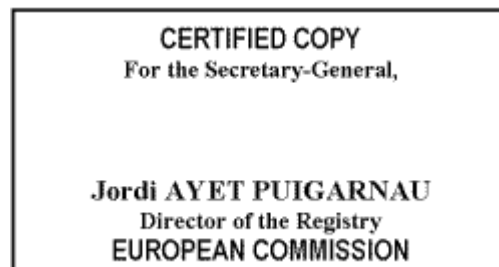 CERTIFIED COPY
For the Secretary-General,
Jordi AYET PUIGARNAU
Director of the Registry
EUROPEAN COMMISSION